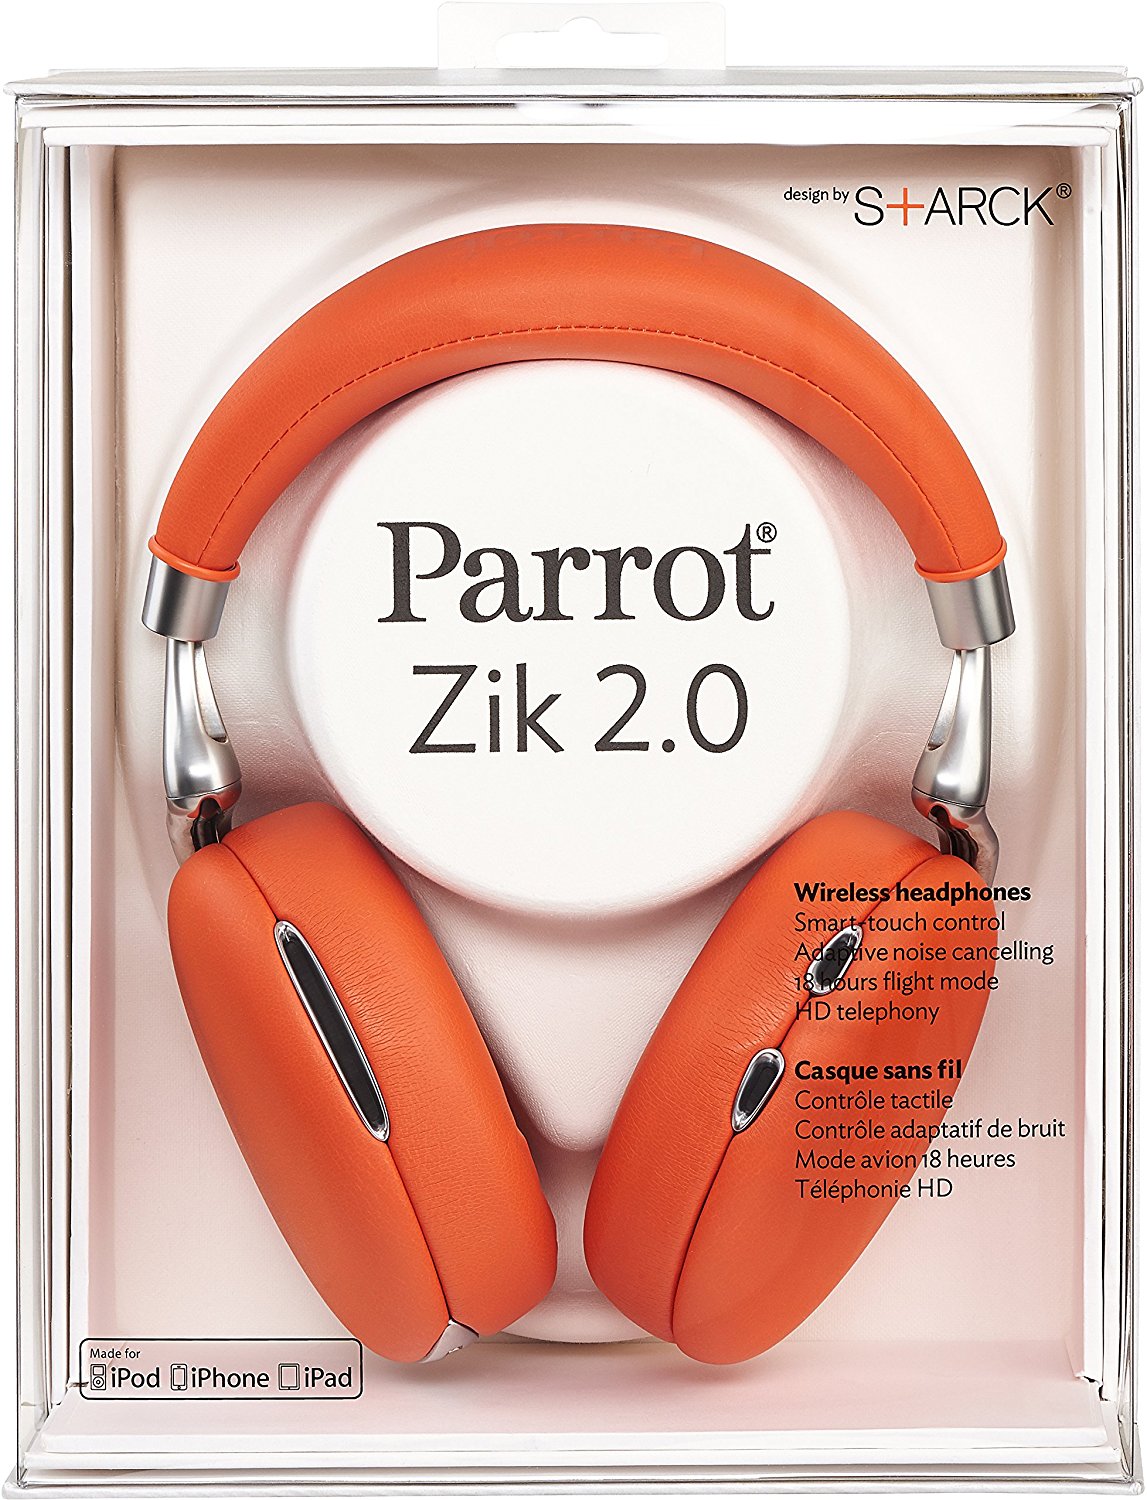 design by S+ARCK®
Parrot®
Zik 2.0
Wireless headphones
Smart-touch control
Adaptive noise cancelling
18 hours flight mode
HD telephony
Casque sans fil
Contrôle tactile
Contrôle adaptatif de bruit
Mode avion 18 heures
Téléphonie HD
Made for
iPod iPhone iPad